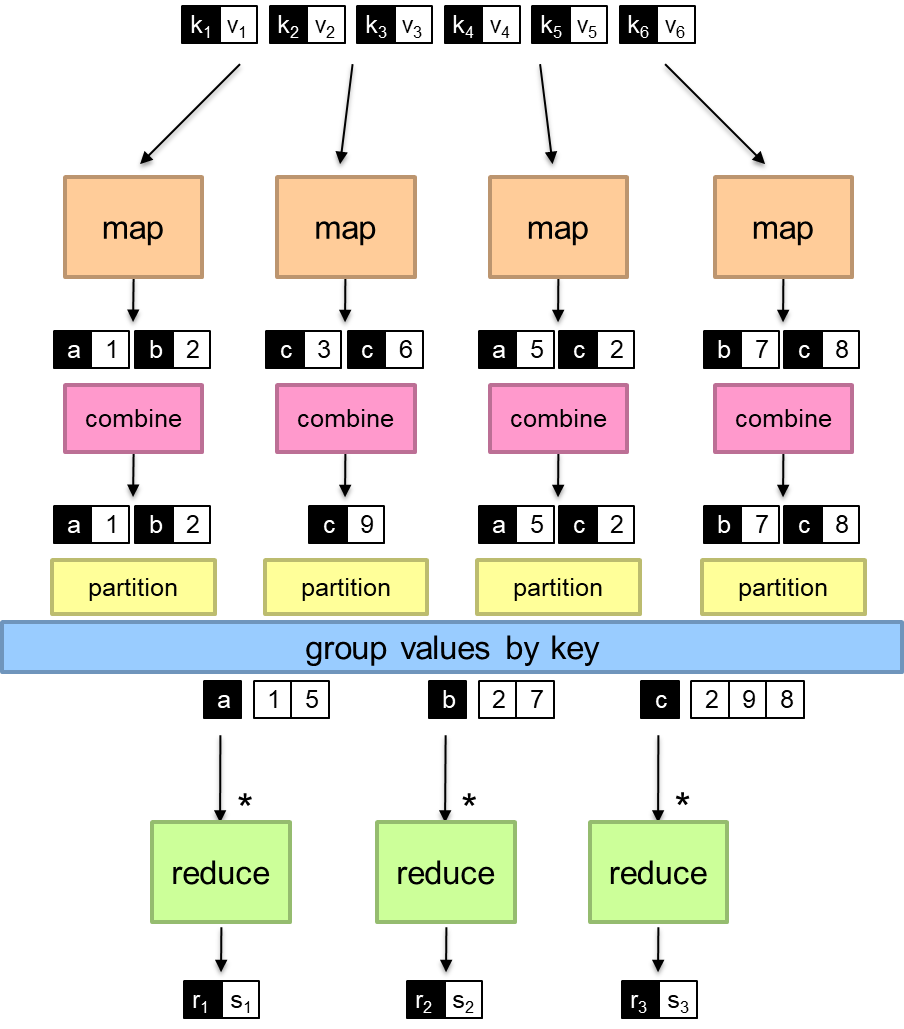 k1 v1 k2 v2 k3 v3 k4 v4 k5 v5 k6 v6
map map map map
a 1 b 2 c 3 c 6 a 5 c 2 b 7 c 8
combine combine combine combine
a 1 b 2 c 9 a 5 c 2 b 7 c 8
partition partition partition partition
group values by key
a 1 5 b 2 7 c 2 9 8
* * *
reduce reduce reduce
r1 s1 r2 s2 r3 s3